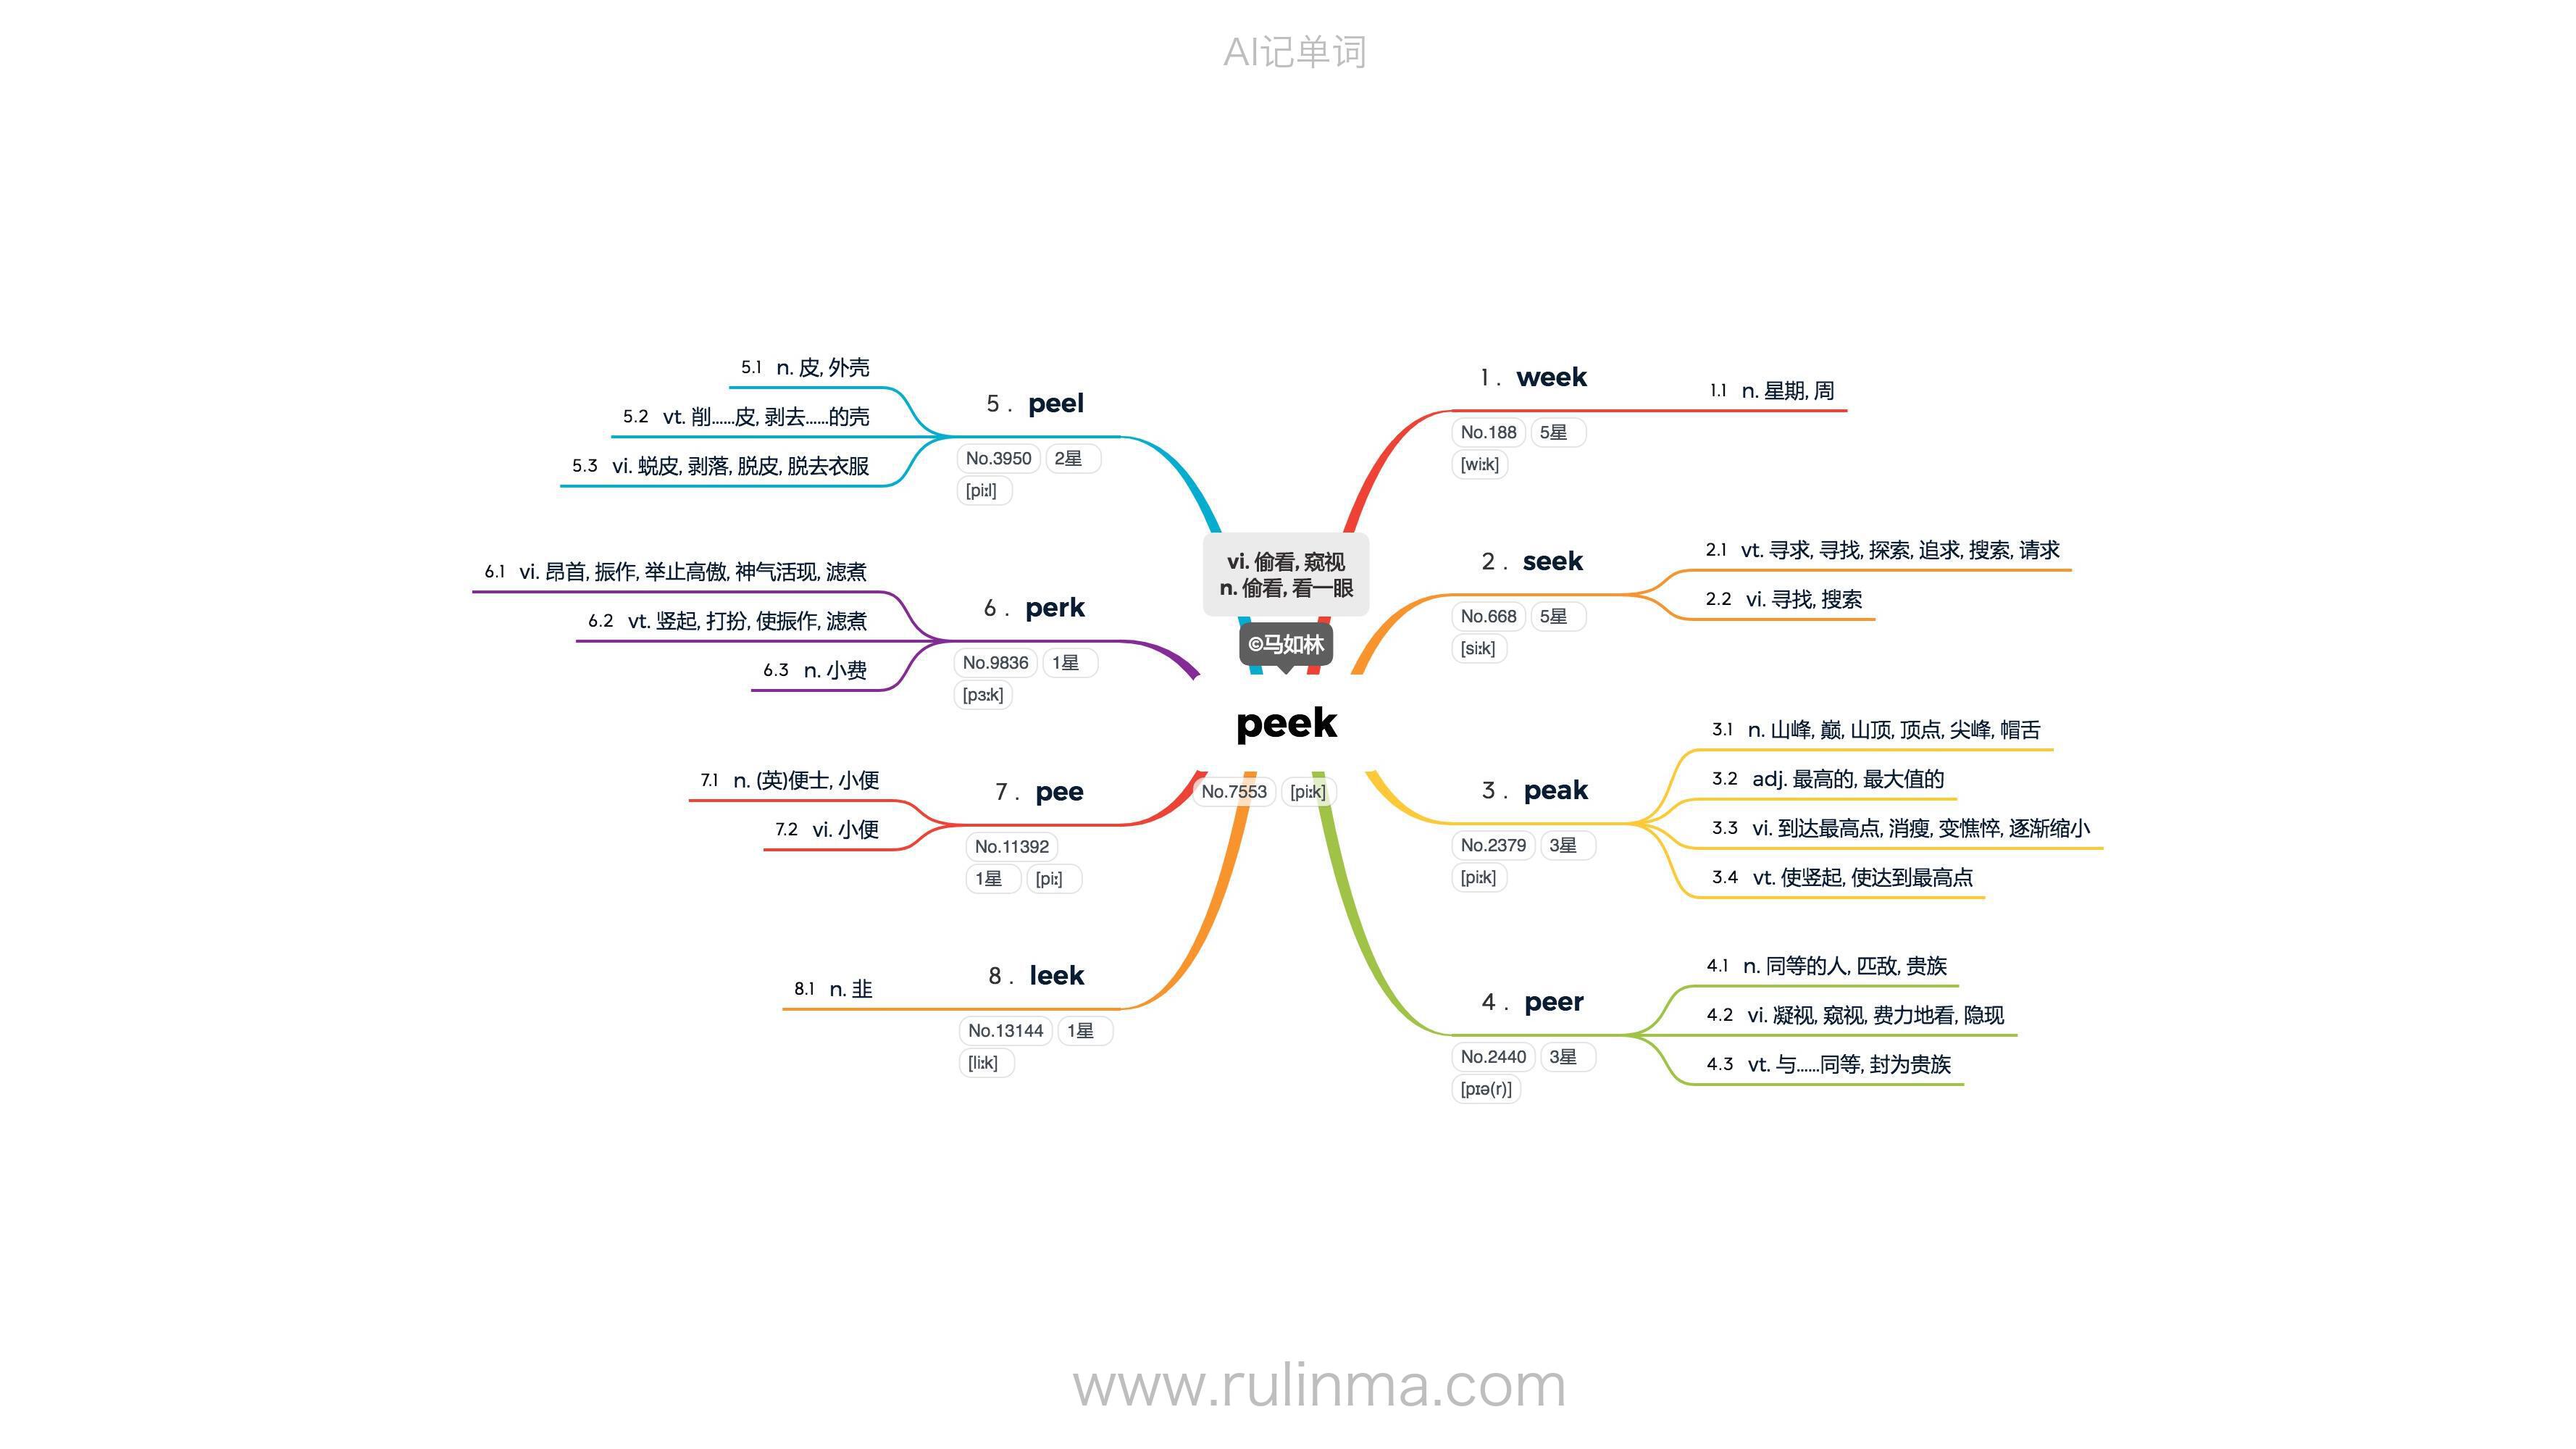 AI记单词
vi. 偷看, 窥视
n. 偷看, 看一眼
©马如林
peek
No.7553 [piːk]
1. week
No.188 5星
[wiːk]
1.1 n. 星期, 周
2. seek
No.668 5星
[siːk]
2.1 vt. 寻求, 寻找, 探索, 追求, 搜索, 请求
2.2 vi. 寻找, 搜索
3. peak
No.2379 3星
[piːk]
3.1 n. 山峰, 巅, 山顶, 顶点, 尖峰, 帽舌
3.2 adj. 最高的, 最大值的
3.3 vi. 到达最高点, 消瘦, 变憔悴, 逐渐缩小
3.4 vt. 使竖起, 使达到最高点
4. peer
No.2440 3星
[pɪə(r)]
4.1 n. 同等的人, 匹敌, 贵族
4.2 vi. 凝视, 窥视, 费力地看, 隐现
4.3 vt. 与......同等, 封为贵族
5. peel
No.3950 2星
[piːl]
5.1 n. 皮, 外壳
5.2 vt. 削......皮, 剥去......的壳
5.3 vi. 蜕皮, 剥落, 脱皮, 脱去衣服
6. perk
No.9836 1星
[pɜːk]
6.1 vi. 昂首, 振作, 举止高傲, 神气活现, 滤煮
6.2 vt. 竖起, 打扮, 使振作, 滤煮
6.3 n. 小费
7. pee
No.11392
1星 [piː]
7.1 n. (英)便士, 小便
7.2 vi. 小便
8. leek
No.13144 1星
[liːk]
8.1 n. 韭
www.rulinma.com